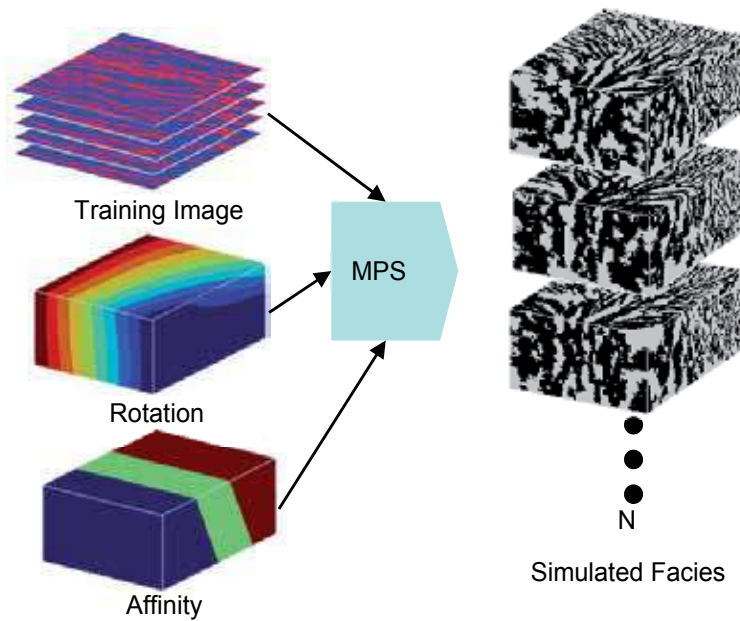 Training Image
MPS
Rotation
Affinity
N
Simulated Facies